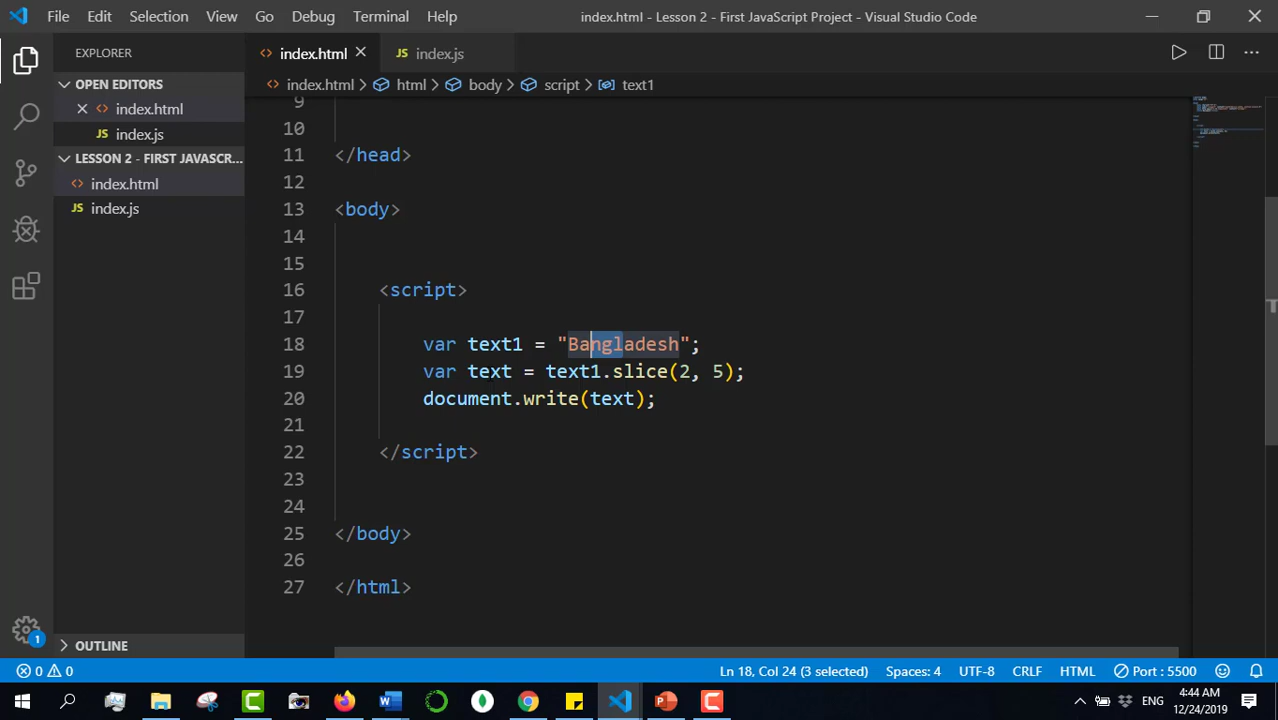 File Edit Selection View Go Debug Terminal Help index.html - Lesson 2 - First JavaScript Project - Visual Studio Code
EXPLORER
OPEN EDITORS
index.html
JS index.js
LESSON 2 - FIRST JAVASCR...
index.html
JS index.js
OUTLINE
1
index.html JS index.js
index.html > html > body > script > text1
9
10
11 </head>
12
13 <body>
14
15
16 <script>
17
18 var text1 = "Bangladesh";
19 var text = text1.slice(2, 5);
20 document.write(text);
21
22 </script>
23
24
25 </body>
26
27 </html>
0 0 Ln 18, Col 24 (3 selected) Spaces: 4 UTF-8 CRLF HTML Port : 5500
ENG 4:44 AM
12/24/2019